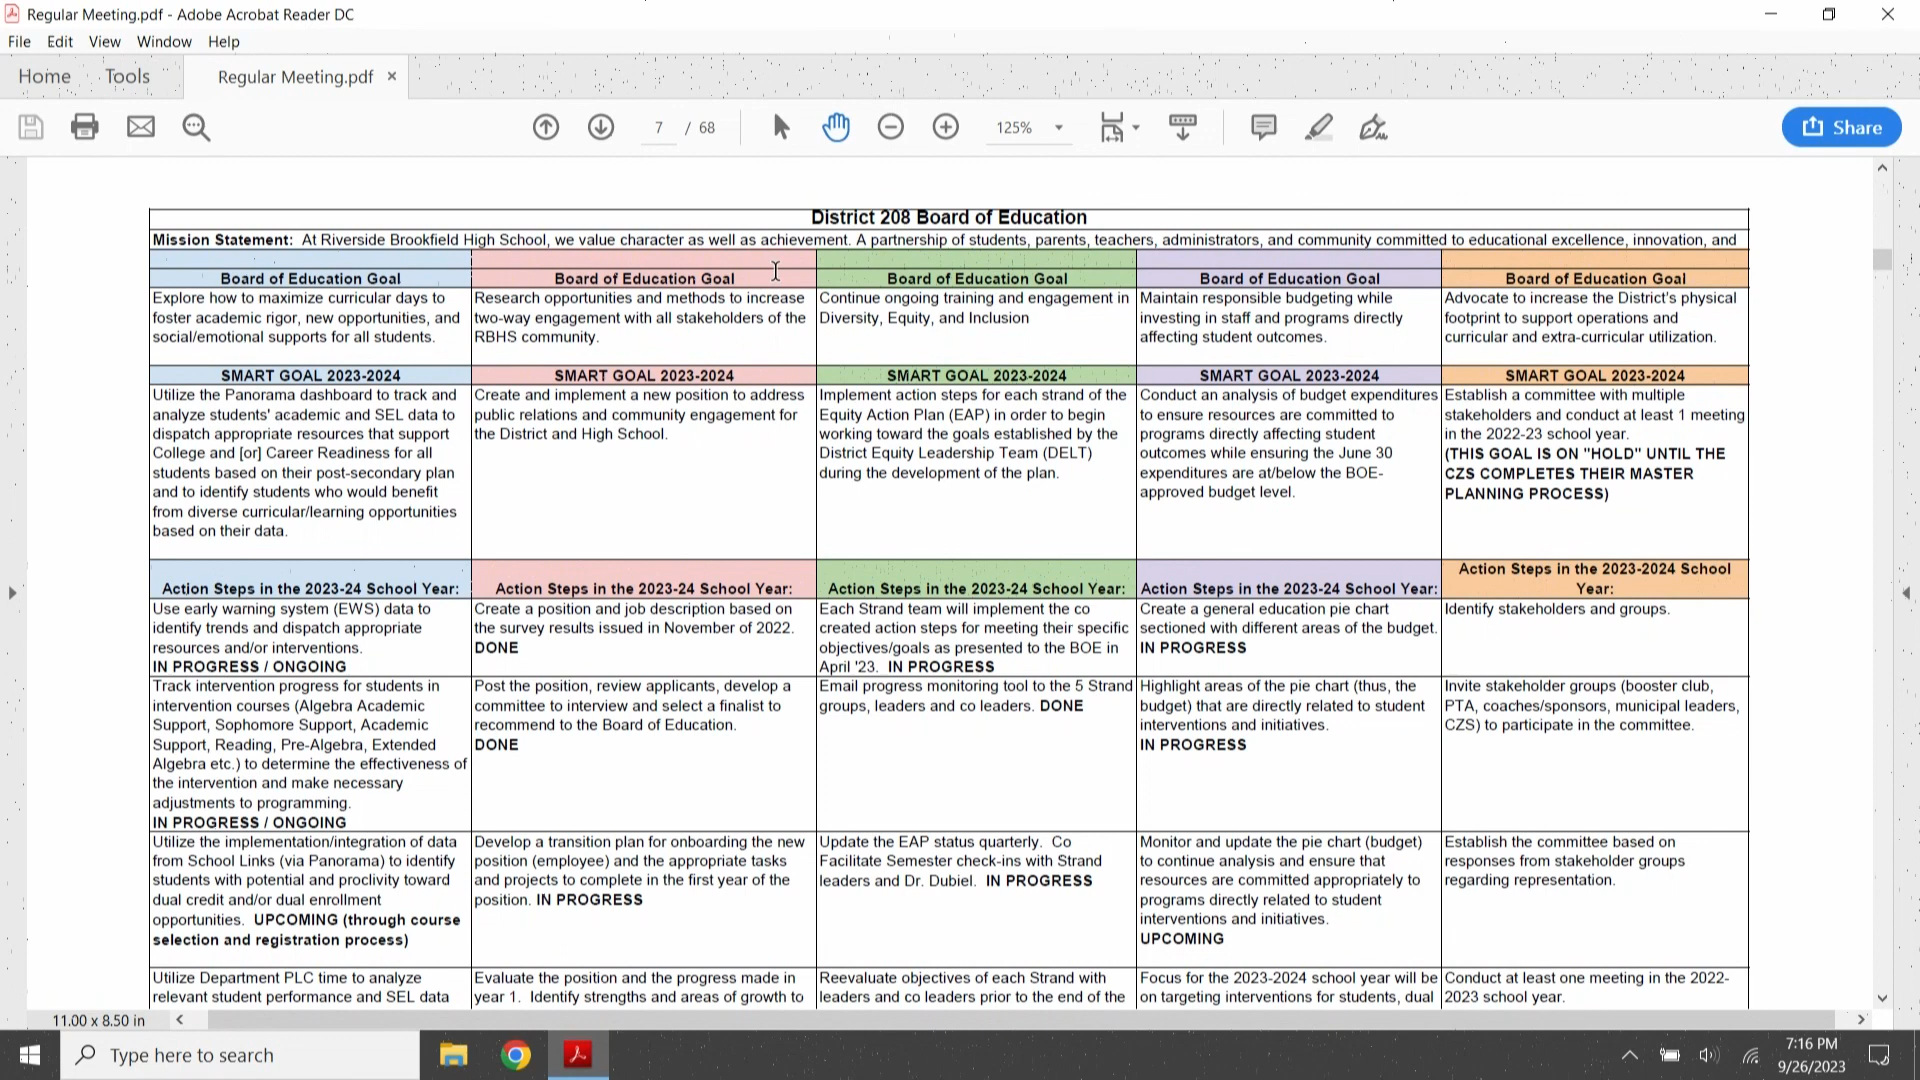 Regular Meeting.pdf - Adobe Acrobat Reader DC
File Edit View Window Help
Home Tools Regular Meeting.pdf ×
7 / 68 125% Share
District 208 Board of Education
Mission Statement: At Riverside Brookfield High School, we value character as well as achievement. A partnership of students, parents, teachers, administrators, and community committed to educational excellence, innovation, and
Board of Education Goal
Explore how to maximize curricular days to
foster academic rigor, new opportunities, and
social/emotional supports for all students.
Board of Education Goal
Research opportunities and methods to increase
two-way engagement with all stakeholders of the
RBHS community.
Board of Education Goal
Continue ongoing training and engagement in
Diversity, Equity, and Inclusion
Board of Education Goal
Maintain responsible budgeting while
investing in staff and programs directly
affecting student outcomes.
Board of Education Goal
Advocate to increase the District's physical
footprint to support operations and
curricular and extra-curricular utilization.
SMART GOAL 2023-2024
Utilize the Panorama dashboard to track and
analyze students' academic and SEL data to
dispatch appropriate resources that support
College and [or] Career Readiness for all
students based on their post-secondary plan
and to identify students who would benefit
from diverse curricular/learning opportunities
based on their data.
SMART GOAL 2023-2024
Create and implement a new position to address
public relations and community engagement for
the District and High School.
SMART GOAL 2023-2024
Implement action steps for each strand of the
Equity Action Plan (EAP) in order to begin
working toward the goals established by the
District Equity Leadership Team (DELT)
during the development of the plan.
SMART GOAL 2023-2024
Conduct an analysis of budget expenditures
to ensure resources are committed to
programs directly affecting student
outcomes while ensuring the June 30
expenditures are at/below the BOE-
approved budget level.
SMART GOAL 2023-2024
Establish a committee with multiple
stakeholders and conduct at least 1 meeting
in the 2022-23 school year.
(THIS GOAL IS ON "HOLD" UNTIL THE
CZS COMPLETES THEIR MASTER
PLANNING PROCESS)
Action Steps in the 2023-24 School Year:
Action Steps in the 2023-24 School Year:
Action Steps in the 2023-24 School Year:
Action Steps in the 2023-24 School Year:
Action Steps in the 2023-2024 School
Year:
Use early warning system (EWS) data to
identify trends and dispatch appropriate
resources and/or interventions.
IN PROGRESS / ONGOING
Create a position and job description based on
the survey results issued in November of 2022.
DONE
Each Strand team will implement the co
created action steps for meeting their specific
objectives/goals as presented to the BOE in
April '23. IN PROGRESS
Create a general education pie chart
sectioned with different areas of the budget.
IN PROGRESS
Identify stakeholders and groups.
Track intervention progress for students in
intervention courses (Algebra Academic
Support, Sophomore Support, Academic
Support, Reading, Pre-Algebra, Extended
Algebra etc.) to determine the effectiveness of
the intervention and make necessary
adjustments to programming.
IN PROGRESS / ONGOING
Post the position, review applicants, develop a
committee to interview and select a finalist to
recommend to the Board of Education.
DONE
Email progress monitoring tool to the 5 Strand
groups, leaders and co leaders. DONE
Highlight areas of the pie chart (thus, the
budget) that are directly related to student
interventions and initiatives.
IN PROGRESS
Invite stakeholder groups (booster club,
PTA, coaches/sponsors, municipal leaders,
CZS) to participate in the committee.
Utilize the implementation/integration of data
from School Links (via Panorama) to identify
students with potential and proclivity toward
dual credit and/or dual enrollment
opportunities. UPCOMING (through course
selection and registration process)
Develop a transition plan for onboarding the new
position (employee) and the appropriate tasks
and projects to complete in the first year of the
position. IN PROGRESS
Update the EAP status quarterly. Co
Facilitate Semester check-ins with Strand
leaders and Dr. Dubiel. IN PROGRESS
Monitor and update the pie chart (budget)
to continue analysis and ensure that
resources are committed appropriately to
programs directly related to student
interventions and initiatives.
UPCOMING
Establish the committee based on
responses from stakeholder groups
regarding representation.
Utilize Department PLC time to analyze
relevant student performance and SEL data
Evaluate the position and the progress made in
year 1. Identify strengths and areas of growth to
Reevaluate objectives of each Strand with
leaders and co leaders prior to the end of the
Focus for the 2023-2024 school year will be
on targeting interventions for students, dual
Conduct at least one meeting in the 2022-
2023 school year.
11.00 x 8.50 in
Type here to search
7:16 PM
9/26/2023